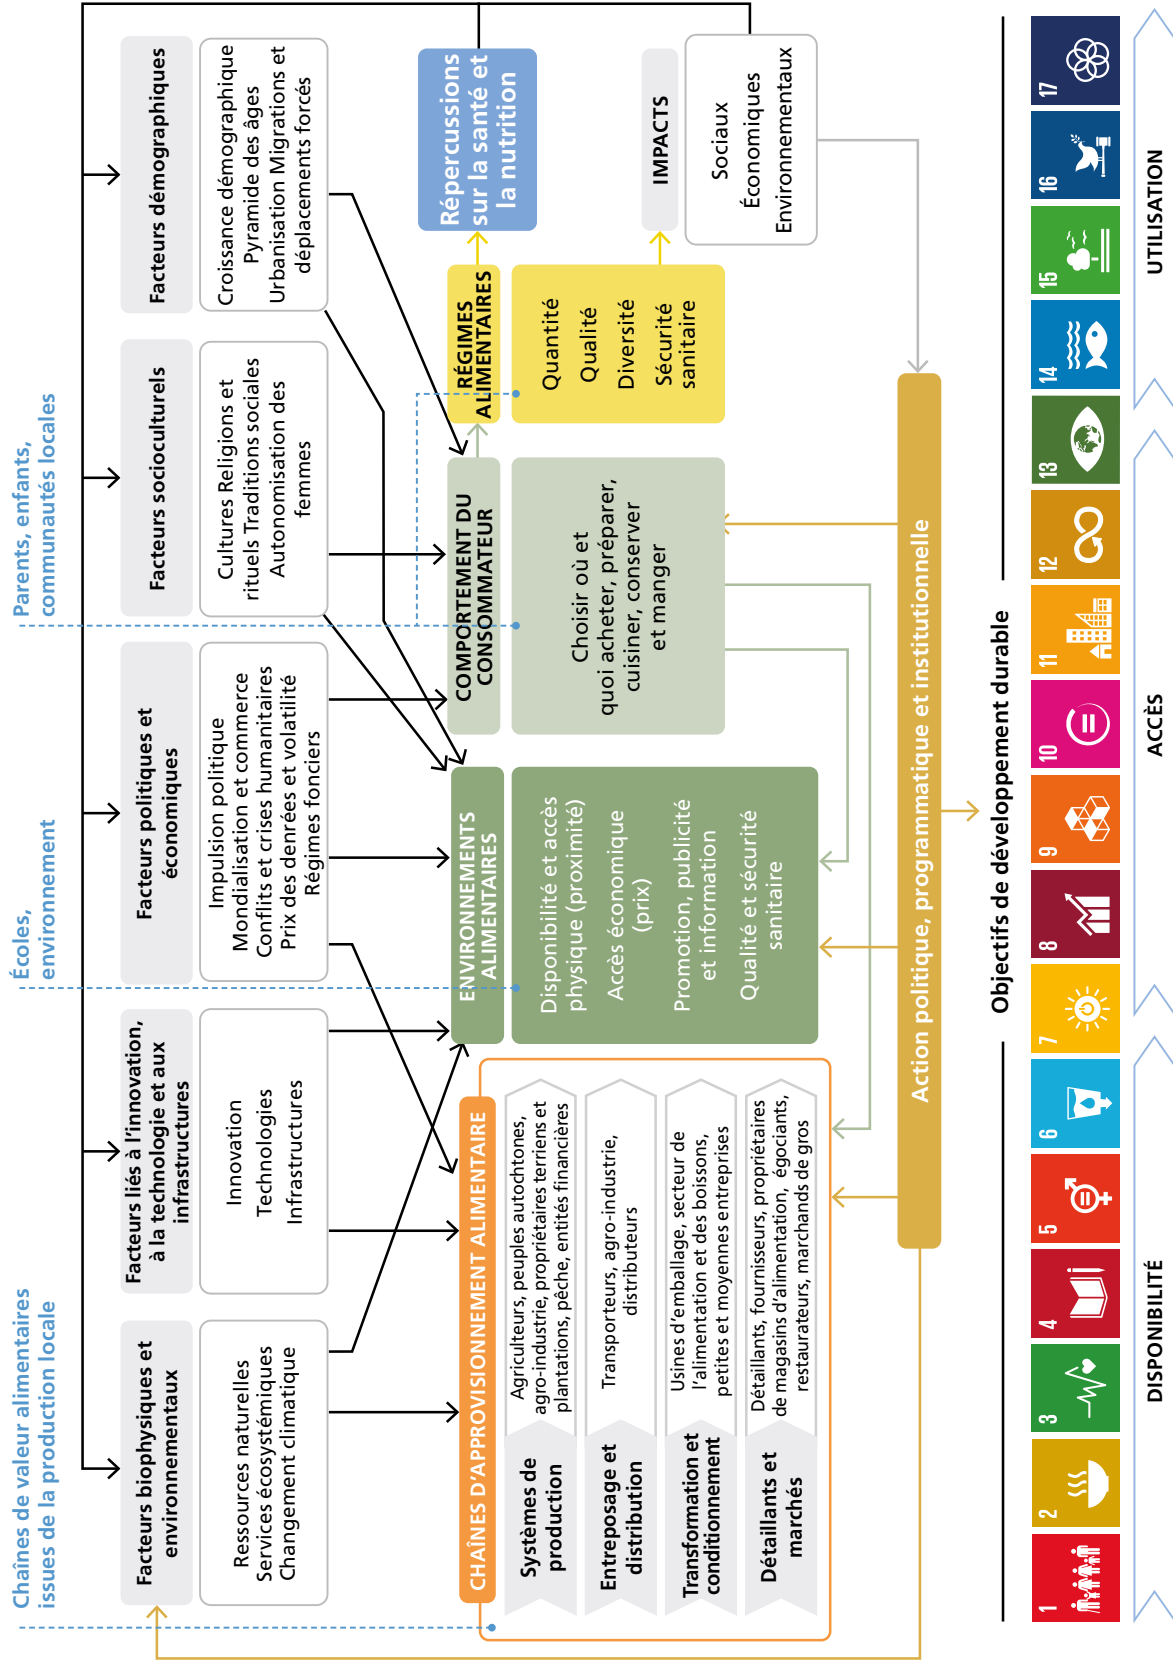 Chaînes de valeur alimentaires
issues de la production locale
Écoles,
environnement
Parents, enfants,
communautés locales
Facteurs biophysiques et
environnementaux
Ressources naturelles
Services écosystémiques
Changement climatique
Facteurs liés à l’innovation,
à la technologie et aux
infrastructures
Innovation
Technologies
Infrastructures
Facteurs politiques et
économiques
Impulsion politique
Mondialisation et commerce
Conflits et crises humanitaires
Prix des denrées et volatilité
Régimes fonciers
Facteurs socioculturels
Cultures Religions et
rituels Traditions sociales
Autonomisation des
femmes
Facteurs démographiques
Croissance démographique
Pyramide des âges
Urbanisation Migrations et
déplacements forcés
CHAÎNES D’APPROVISIONNEMENT ALIMENTAIRE
Systèmes de
production
Agriculteurs, peuples autochtones,
agro-industrie, propriétaires terriens et
plantations, pêche, entités financières
Entreposage et
distribution
Transporteurs, agro-industrie,
distributeurs
Transformation et
conditionnement
Usines d’emballage, secteur de
l’alimentation et des boissons,
petites et moyennes entreprises
Détaillants et
marchés
Détaillants, fournisseurs, propriétaires
de magasins d’alimentation, égociants,
restaurateurs, marchands de gros
ENVIRONNEMENTS
ALIMENTAIRES
Disponibilité et accès
physique (proximité)
Accès économique
(prix)
Promotion, publicité
et information
Qualité et sécurité
sanitaire
COMPORTEMENT DU
CONSOMMATEUR
Choisir où et
quoi acheter, préparer,
cuisiner, conserver
et manger
RÉGIMES
ALIMENTAIRES
Quantité
Qualité
Diversité
Sécurité
sanitaire
Répercussions
sur la santé et
la nutrition
IMPACTS
Sociaux
Économiques
Environnementaux
Action politique, programmatique et institutionnelle
Objectifs de développement durable
1
2
3
4
5
6
7
8
9
10
11
12
13
14
15
16
17
DISPONIBILITÉ
ACCÈS
UTILISATION